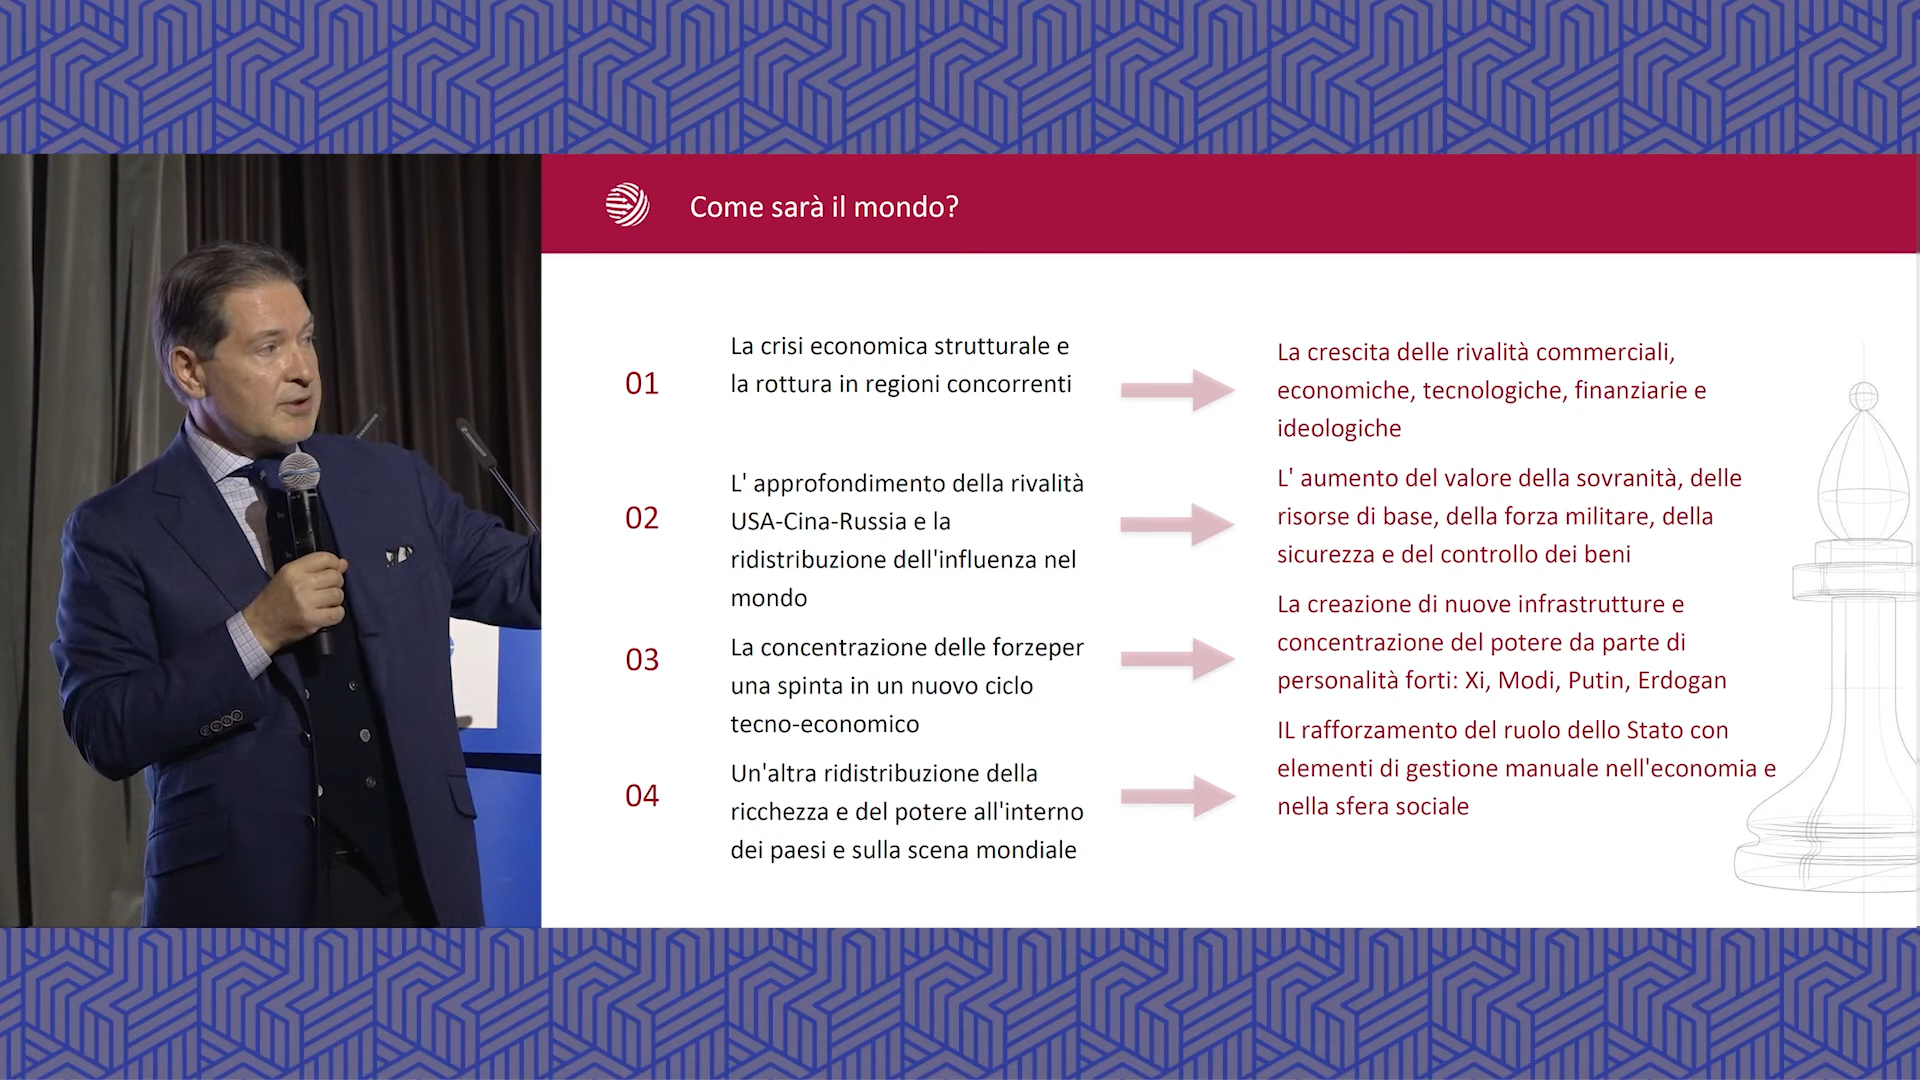 Come sarà il mondo?
01
La crisi economica strutturale e
la rottura in regioni concorrenti
La crescita delle rivalità commerciali,
economiche, tecnologiche, finanziarie e
ideologiche
02
L' approfondimento della rivalità
USA-Cina-Russia e la
ridistribuzione dell'influenza nel
mondo
L' aumento del valore della sovranità, delle
risorse di base, della forza militare, della
sicurezza e del controllo dei beni
03
La concentrazione delle forzeper
una spinta in un nuovo ciclo
tecno-economico
La creazione di nuove infrastrutture e
concentrazione del potere da parte di
personalità forti: Xi, Modi, Putin, Erdogan
04
Un'altra ridistribuzione della
ricchezza e del potere all'interno
dei paesi e sulla scena mondiale
IL rafforzamento del ruolo dello Stato con
elementi di gestione manuale nell'economia e
nella sfera sociale